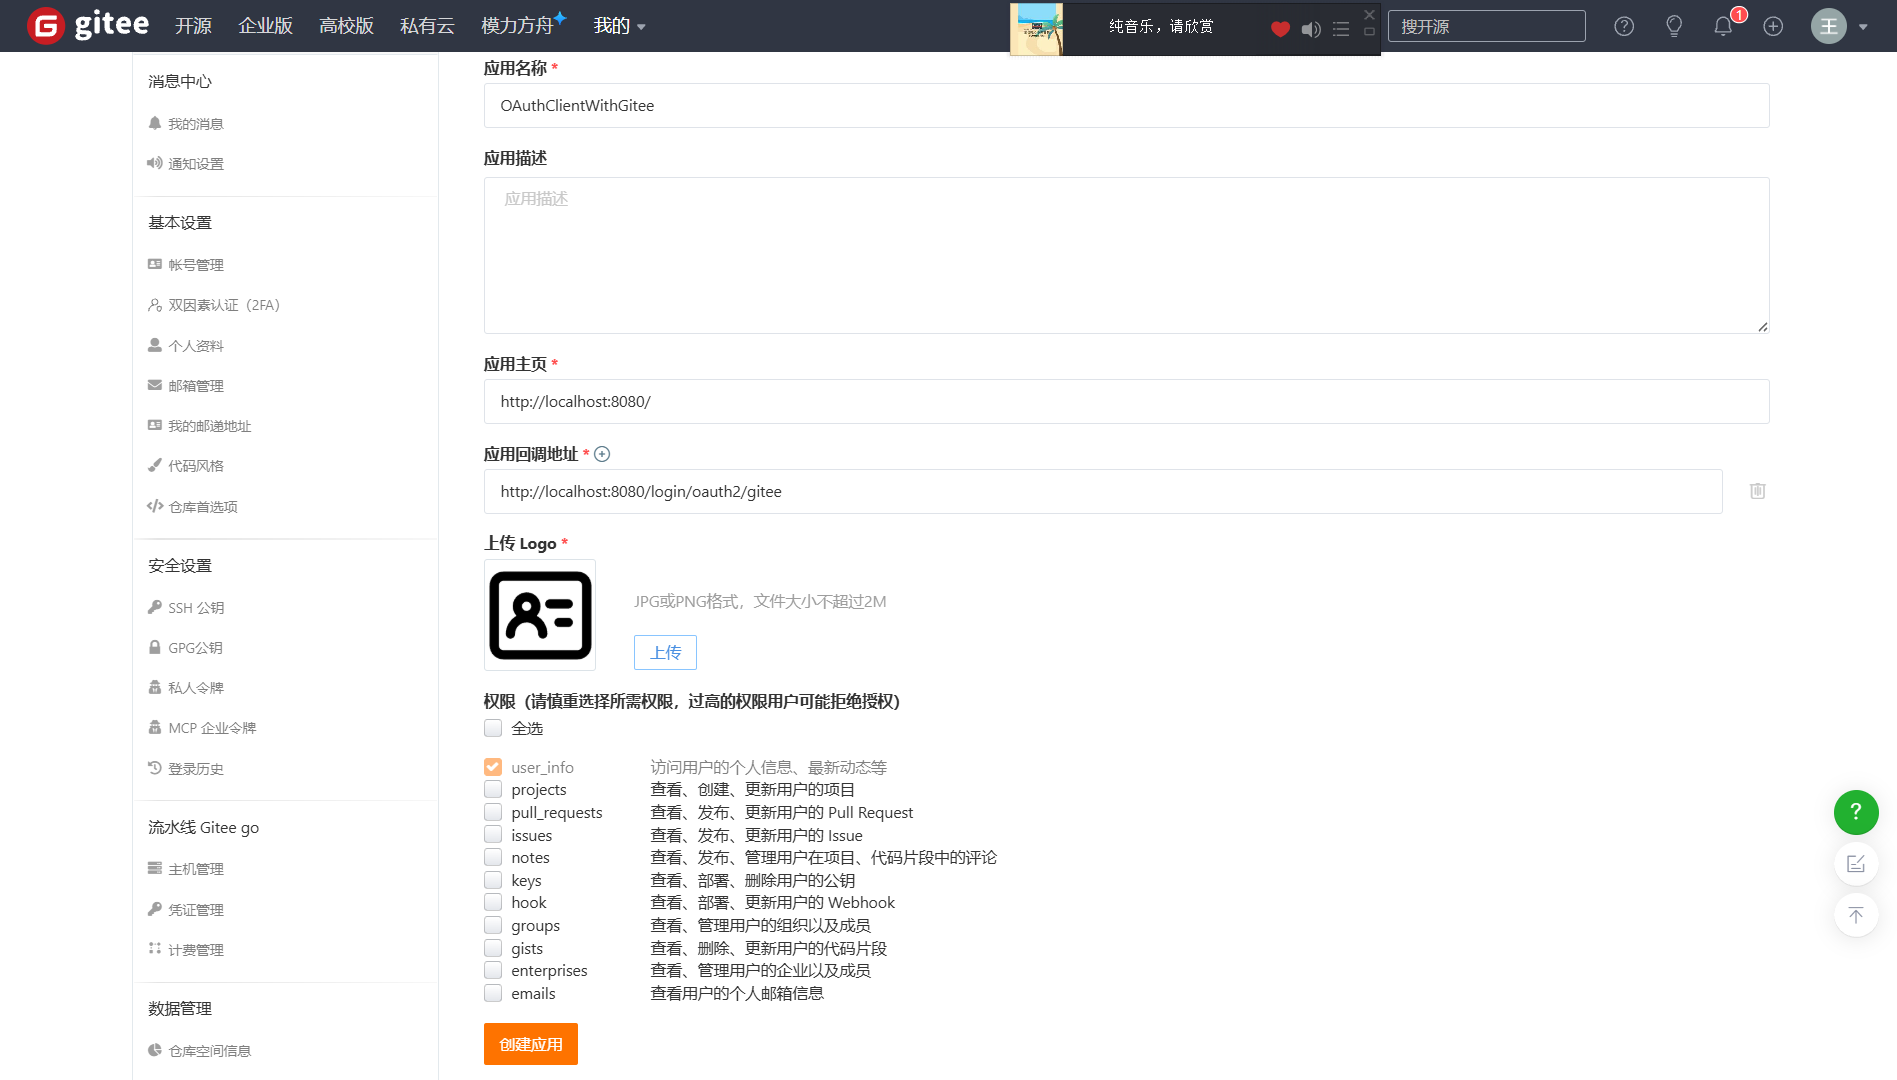 gitee
开源
企业版
高校版
私有云
模力方舟
我的
纯音乐，请欣赏
搜开源
1
王
消息中心
我的消息
通知设置
基本设置
帐号管理
双因素认证（2FA）
个人资料
邮箱管理
我的邮递地址
代码风格
仓库首选项
安全设置
SSH 公钥
GPG公钥
私人令牌
MCP 企业令牌
登录历史
流水线 Gitee go
主机管理
凭证管理
计费管理
数据管理
仓库空间信息
应用名称 *
OAuthClientWithGitee
应用描述
应用描述
应用主页 *
http://localhost:8080/
应用回调地址 *
http://localhost:8080/login/oauth2/gitee
上传 Logo *
JPG或PNG格式，文件大小不超过2M
上传
权限（请慎重选择所需权限，过高的权限用户可能拒绝授权）
全选
user_info 访问用户的个人信息、最新动态等
projects 查看、创建、更新用户的项目
pull_requests 查看、发布、更新用户的 Pull Request
issues 查看、发布、更新用户的 Issue
notes 查看、发布、管理用户在项目、代码片段中的评论
keys 查看、部署、删除用户的公钥
hook 查看、部署、更新用户的 Webhook
groups 查看、管理用户的组织以及成员
gists 查看、删除、更新用户的代码片段
enterprises 查看、管理用户的企业以及成员
emails 查看用户的个人邮箱信息
创建应用